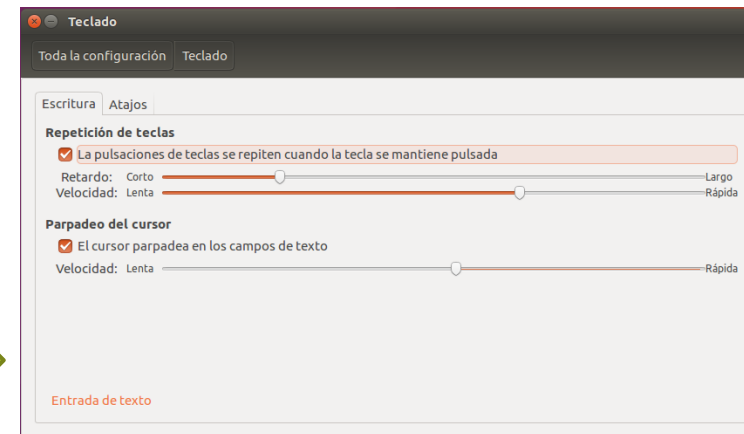 Teclado
Toda la configuración Teclado
Escritura Atajos
Repetición de teclas
La pulsaciones de teclas se repiten cuando la tecla se mantiene pulsada
Retardo: Corto Largo
Velocidad: Lenta Rápida
Parpadeo del cursor
El cursor parpadea en los campos de texto
Velocidad: Lenta Rápida
Entrada de texto